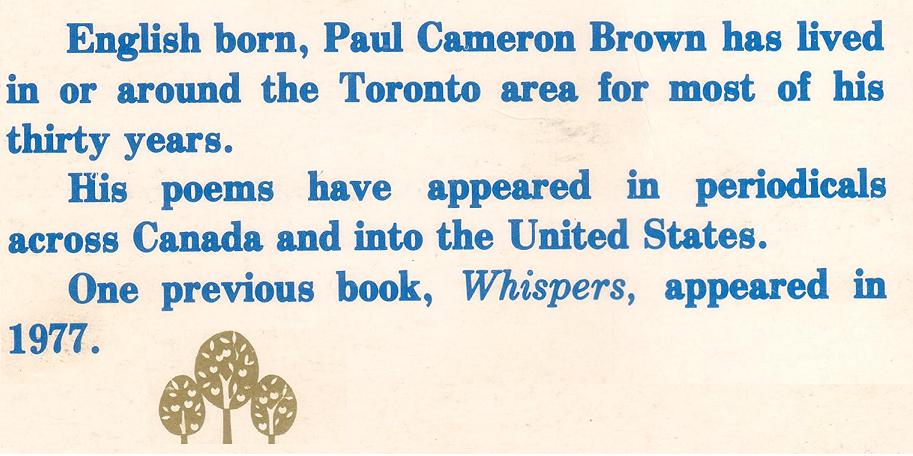 English born, Paul Cameron Brown has lived
in or around the Toronto area for most of his
thirty years.
His poems have appeared in periodicals
across Canada and into the United States.
One previous book, Whispers, appeared in
1977.